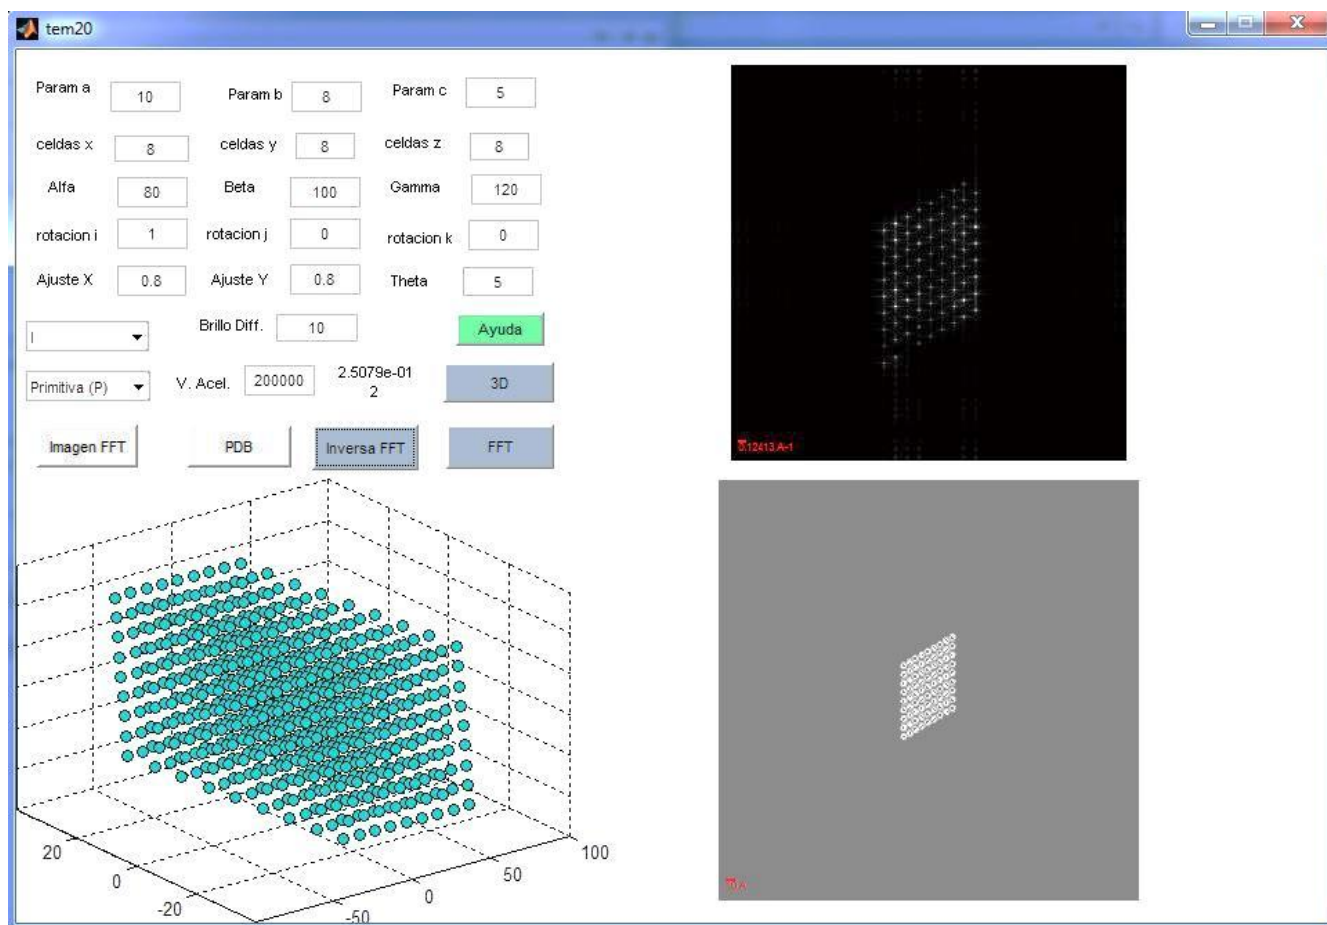 tem20
Param a 10 Param b 8 Param c 5
celdas x 8 celdas y 8 celdas z 8
Alfa 80 Beta 100 Gamma 120
rotacion i 1 rotacion j 0 rotacion k 0
Ajuste X 0.8 Ajuste Y 0.8 Theta 5
I Brillo Diff. 10 Ayuda
Primitiva (P) V. Acel. 200000 2.5079e-01
2 3D
Imagen FFT PDB Inversa FFT FFT
20
0
-20
-50
0
50
100